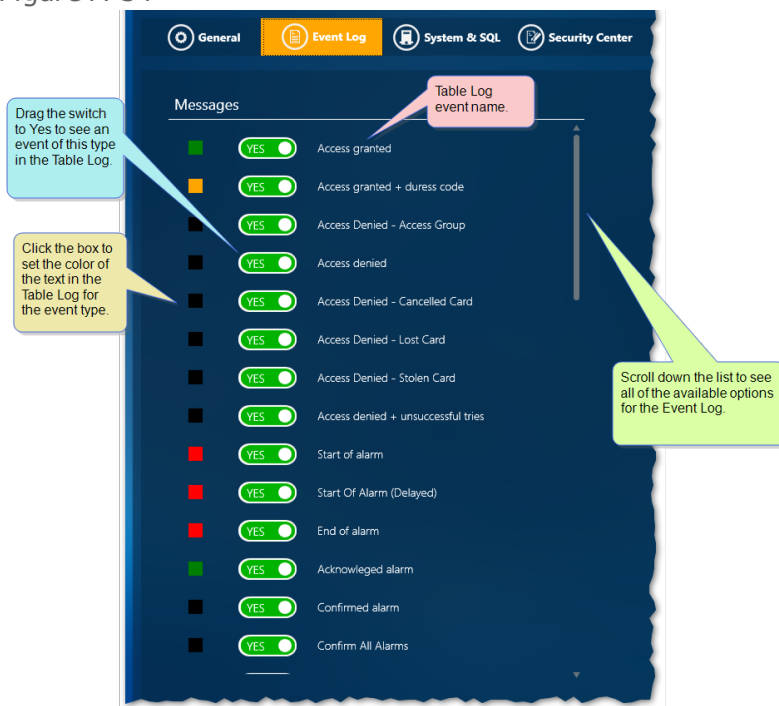 General
Event Log
System & SQL
Security Center
Messages
Table Log
event name.
Drag the switch
to Yes to see an
event of this type
in the Table Log.
YES Access granted
YES Access granted + duress code
YES Access Denied - Access Group
Click the box to
set the color of
the text in the
Table Log for
the event type.
YES Access denied
YES Access Denied - Cancelled Card
YES Access Denied - Lost Card
YES Access Denied - Stolen Card
Scroll down the list to see
all of the available options
for the Event Log.
YES Access denied + unsuccessful tries
YES Start of alarm
YES Start Of Alarm (Delayed)
YES End of alarm
YES Acknowleged alarm
YES Confirmed alarm
YES Confirm All Alarms